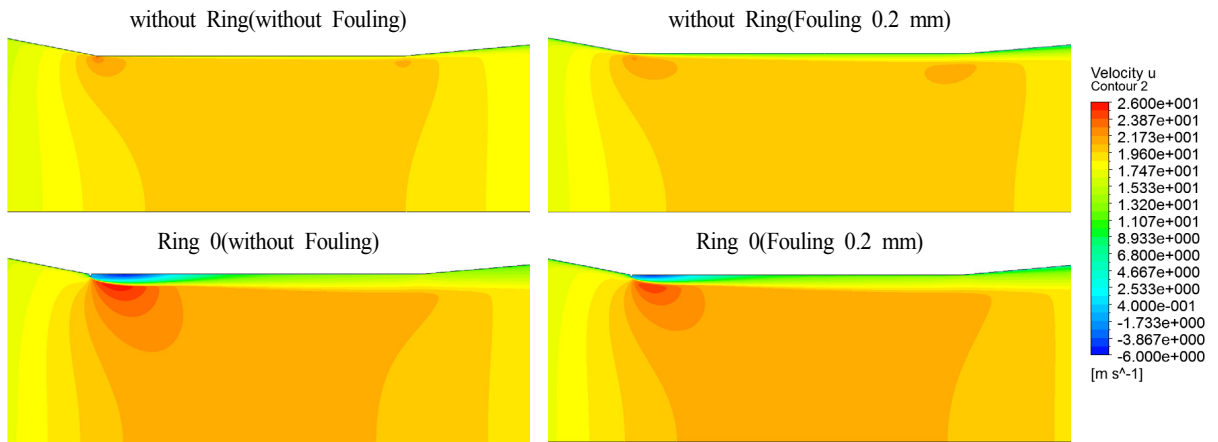 without Ring(without Fouling)
without Ring(Fouling 0.2 mm)
Ring 0(without Fouling)
Ring 0(Fouling 0.2 mm)
Velocity u
Contour 2
2.600e+001
2.387e+001
2.173e+001
1.960e+001
1.747e+001
1.533e+001
1.320e+001
1.107e+001
8.933e+000
6.800e+000
4.667e+000
2.533e+000
4.000e-001
-1.733e+000
-3.867e+000
-6.000e+000
[m s^-1]